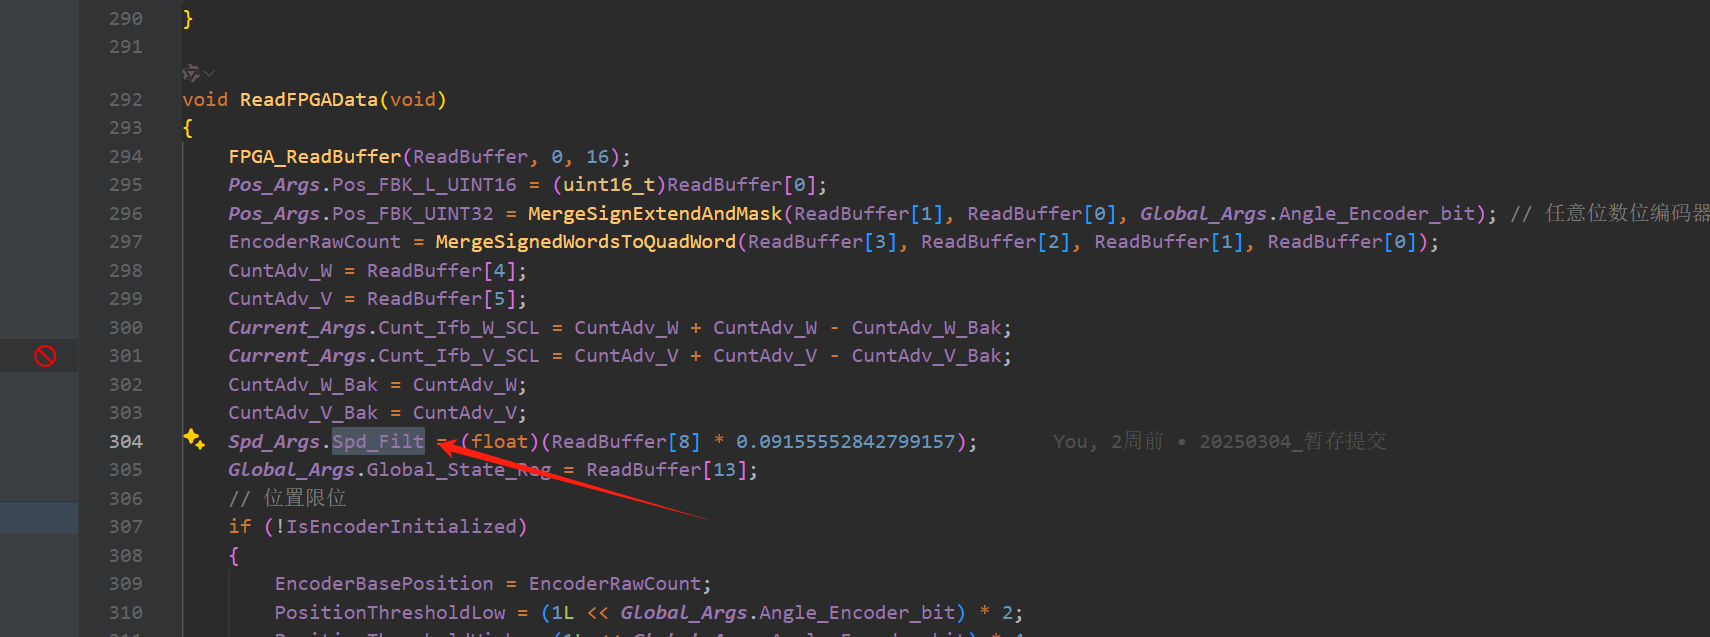 290 }
291
292 void ReadFPGAData(void)
293 {
294 FPGA_ReadBuffer(ReadBuffer, 0, 16);
295 Pos_Args.Pos_FBK_L_UINT16 = (uint16_t)ReadBuffer[0];
296 Pos_Args.Pos_FBK_UINT32 = MergeSignExtendAndMask(ReadBuffer[1], ReadBuffer[0], Global_Args.Angle_Encoder_bit); // 任意位数位编码器
297 EncoderRawCount = MergeSignedWordsToQuadWord(ReadBuffer[3], ReadBuffer[2], ReadBuffer[1], ReadBuffer[0]);
298 CuntAdv_W = ReadBuffer[4];
299 CuntAdv_V = ReadBuffer[5];
300 Current_Args.Cunt_Ifb_W_SCL = CuntAdv_W + CuntAdv_W - CuntAdv_W_Bak;
301 Current_Args.Cunt_Ifb_V_SCL = CuntAdv_V + CuntAdv_V - CuntAdv_V_Bak;
302 CuntAdv_W_Bak = CuntAdv_W;
303 CuntAdv_V_Bak = CuntAdv_V;
304 Spd_Args.Spd_Filt = (float)(ReadBuffer[8] * 0.09155552842799157); You, 2周前 • 20250304_暂存提交
305 Global_Args.Global_State_Reg = ReadBuffer[13];
306 // 位置限位
307 if (!IsEncoderInitialized)
308 {
309 EncoderBasePosition = EncoderRawCount;
310 PositionThresholdLow = (1L << Global_Args.Angle_Encoder_bit) * 2;